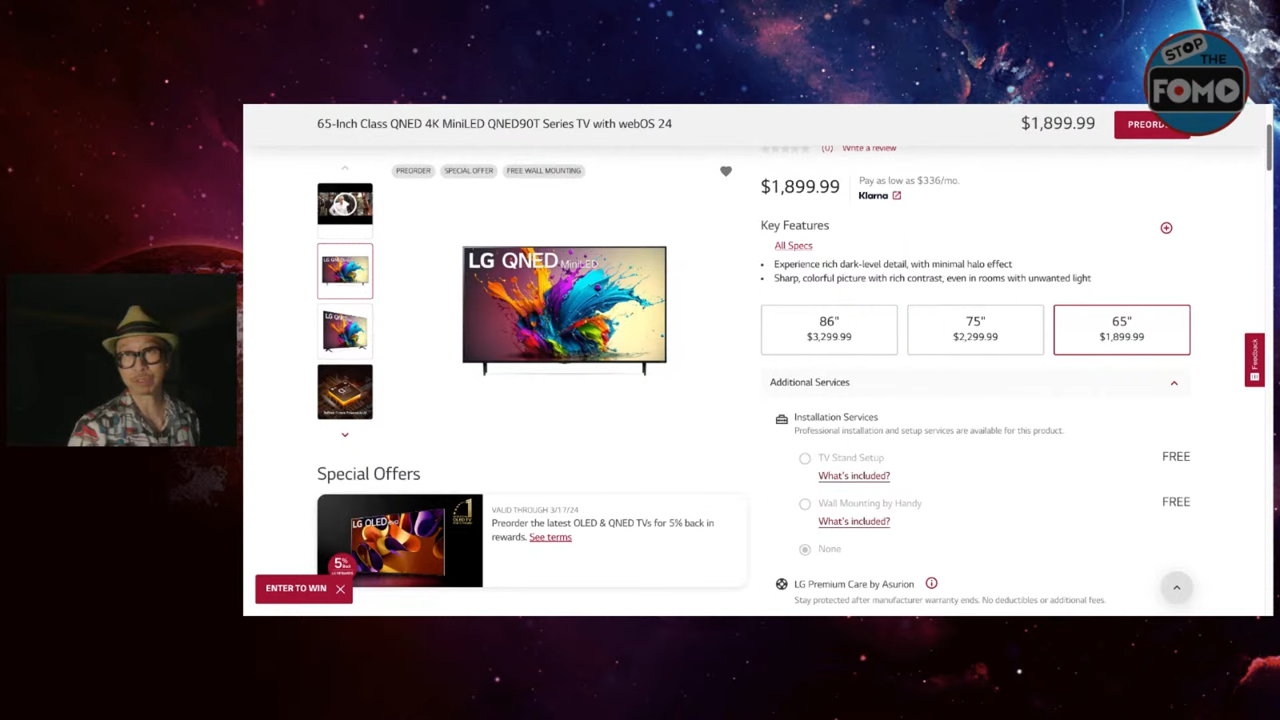 STOP
THE
FOMO
65-Inch Class QNED 4K MiniLED QNED90T Series TV with webOS 24
$1,899.99
(0) Write a review
PREORDER SPECIAL OFFER FREE WALL MOUNTING
$1,899.99
Pay as low as $336/mo.
Klarna
Key Features
All Specs
Experience rich dark-level detail, with minimal halo effect
Sharp, colorful picture with rich contrast, even in rooms with unwanted light
LG QNED MiniLED
86"
$3,299.99
75"
$2,299.99
65"
$1,899.99
Feedback
Additional Services
Installation Services
Professional installation and setup services are available for this product.
TV Stand Setup FREE
What's included?
Wall Mounting by Handy FREE
What's included?
None
LG Premium Care by Asurion
Stay protected after manufacturer warranty ends. No deductibles or additional fees.
Special Offers
LG OLED evo
VALID THROUGH 3/17/24
Preorder the latest OLED & QNED TVs for 5% back in
rewards. See terms
5%
ENTER TO WIN